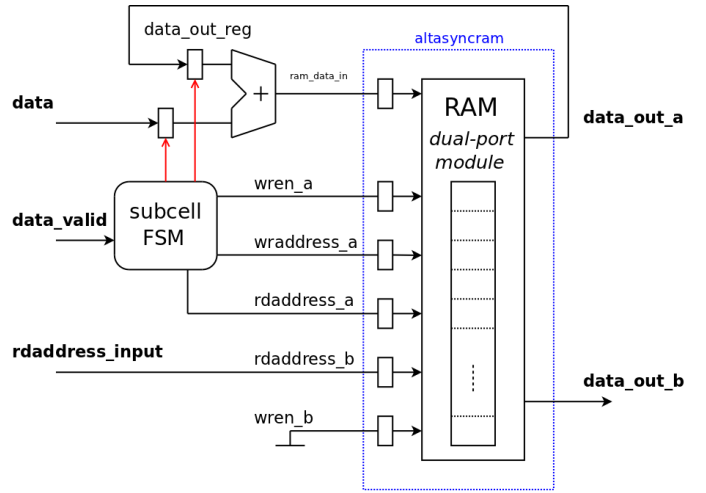 data_out_reg
altasyncram
ram_data_in
+
data
RAM
dual-port
module
data_out_a
wren_a
subcell
FSM
data_valid
wraddress_a
rdaddress_a
rdaddress_input
rdaddress_b
data_out_b
wren_b